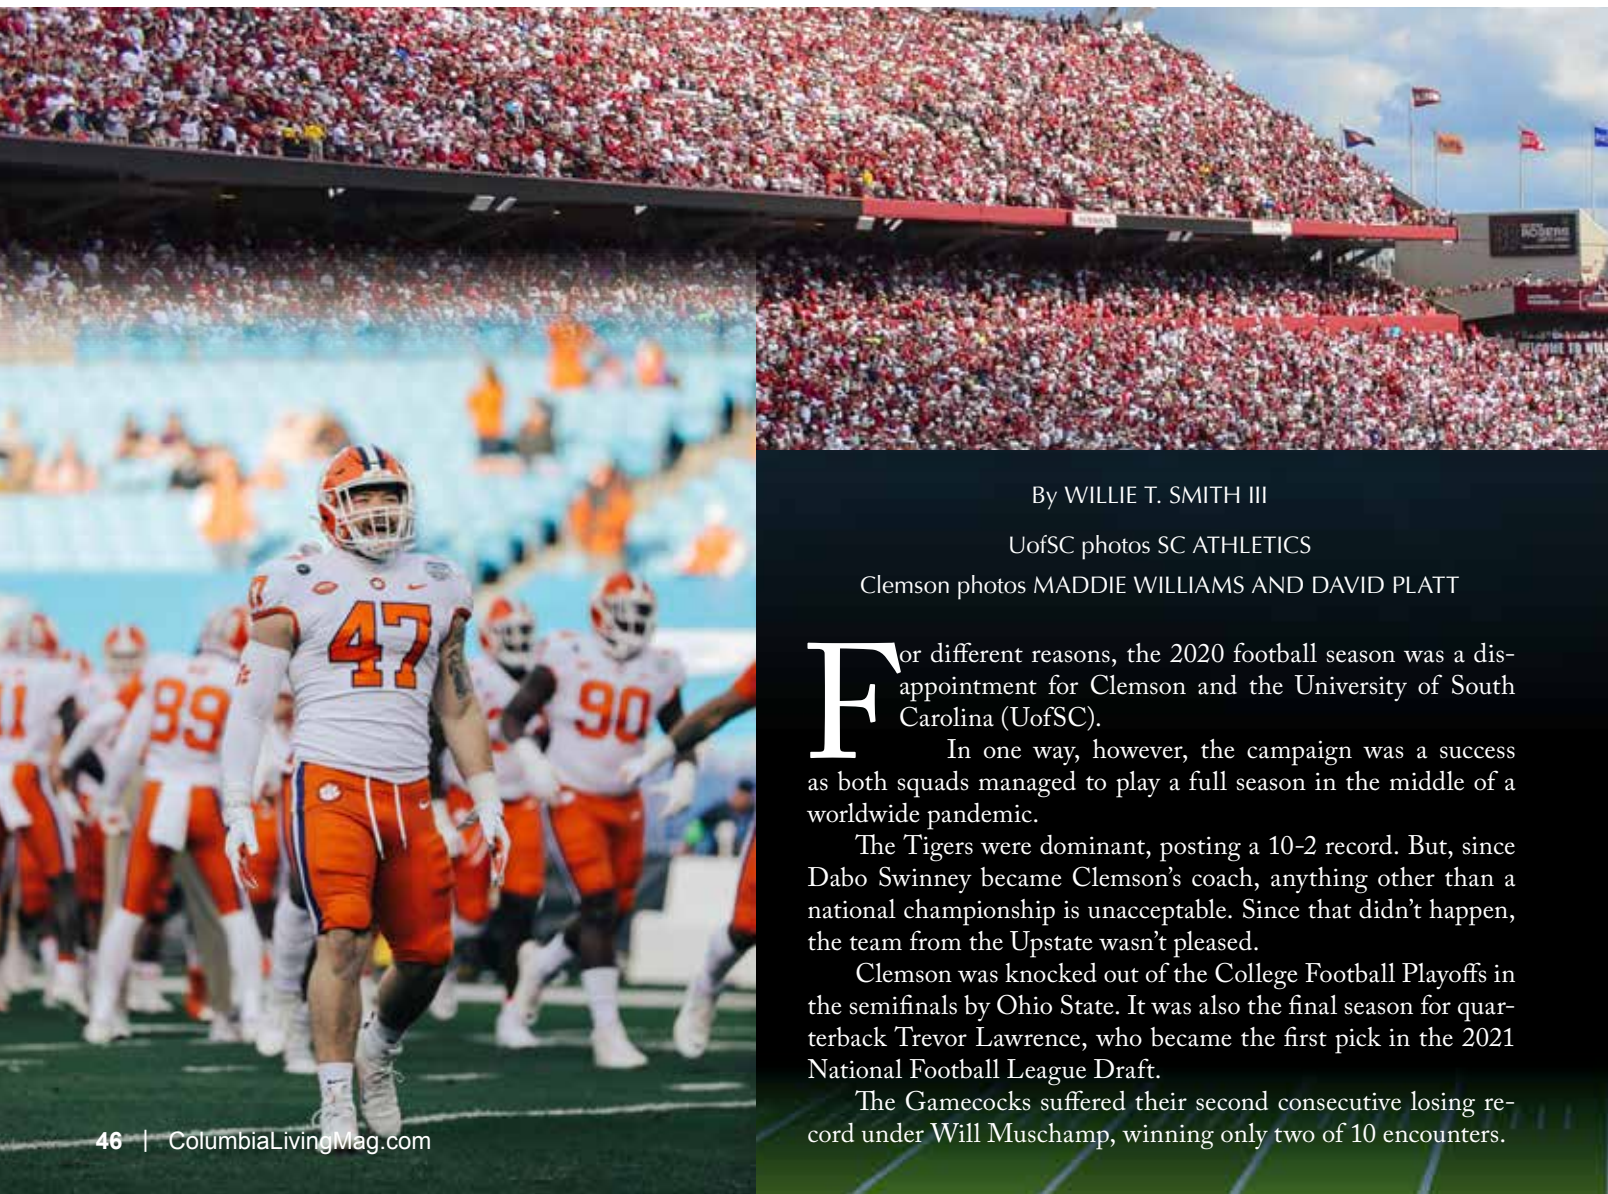 NISSAN
ROGERS
WELCOME TO WILL
47
11
89
90
By WILLIE T. SMITH III
UofSC photos SC ATHLETICS
Clemson photos MADDIE WILLIAMS AND DAVID PLATT
For different reasons, the 2020 football season was a dis-
appointment for Clemson and the University of South
Carolina (UofSC).
In one way, however, the campaign was a success
as both squads managed to play a full season in the middle of a
worldwide pandemic.
The Tigers were dominant, posting a 10-2 record. But, since
Dabo Swinney became Clemson’s coach, anything other than a
national championship is unacceptable. Since that didn’t happen,
the team from the Upstate wasn’t pleased.
Clemson was knocked out of the College Football Playoffs in
the semifinals by Ohio State. It was also the final season for quar-
terback Trevor Lawrence, who became the first pick in the 2021
National Football League Draft.
The Gamecocks suffered their second consecutive losing re-
cord under Will Muschamp, winning only two of 10 encounters.
46 | ColumbiaLivingMag.com